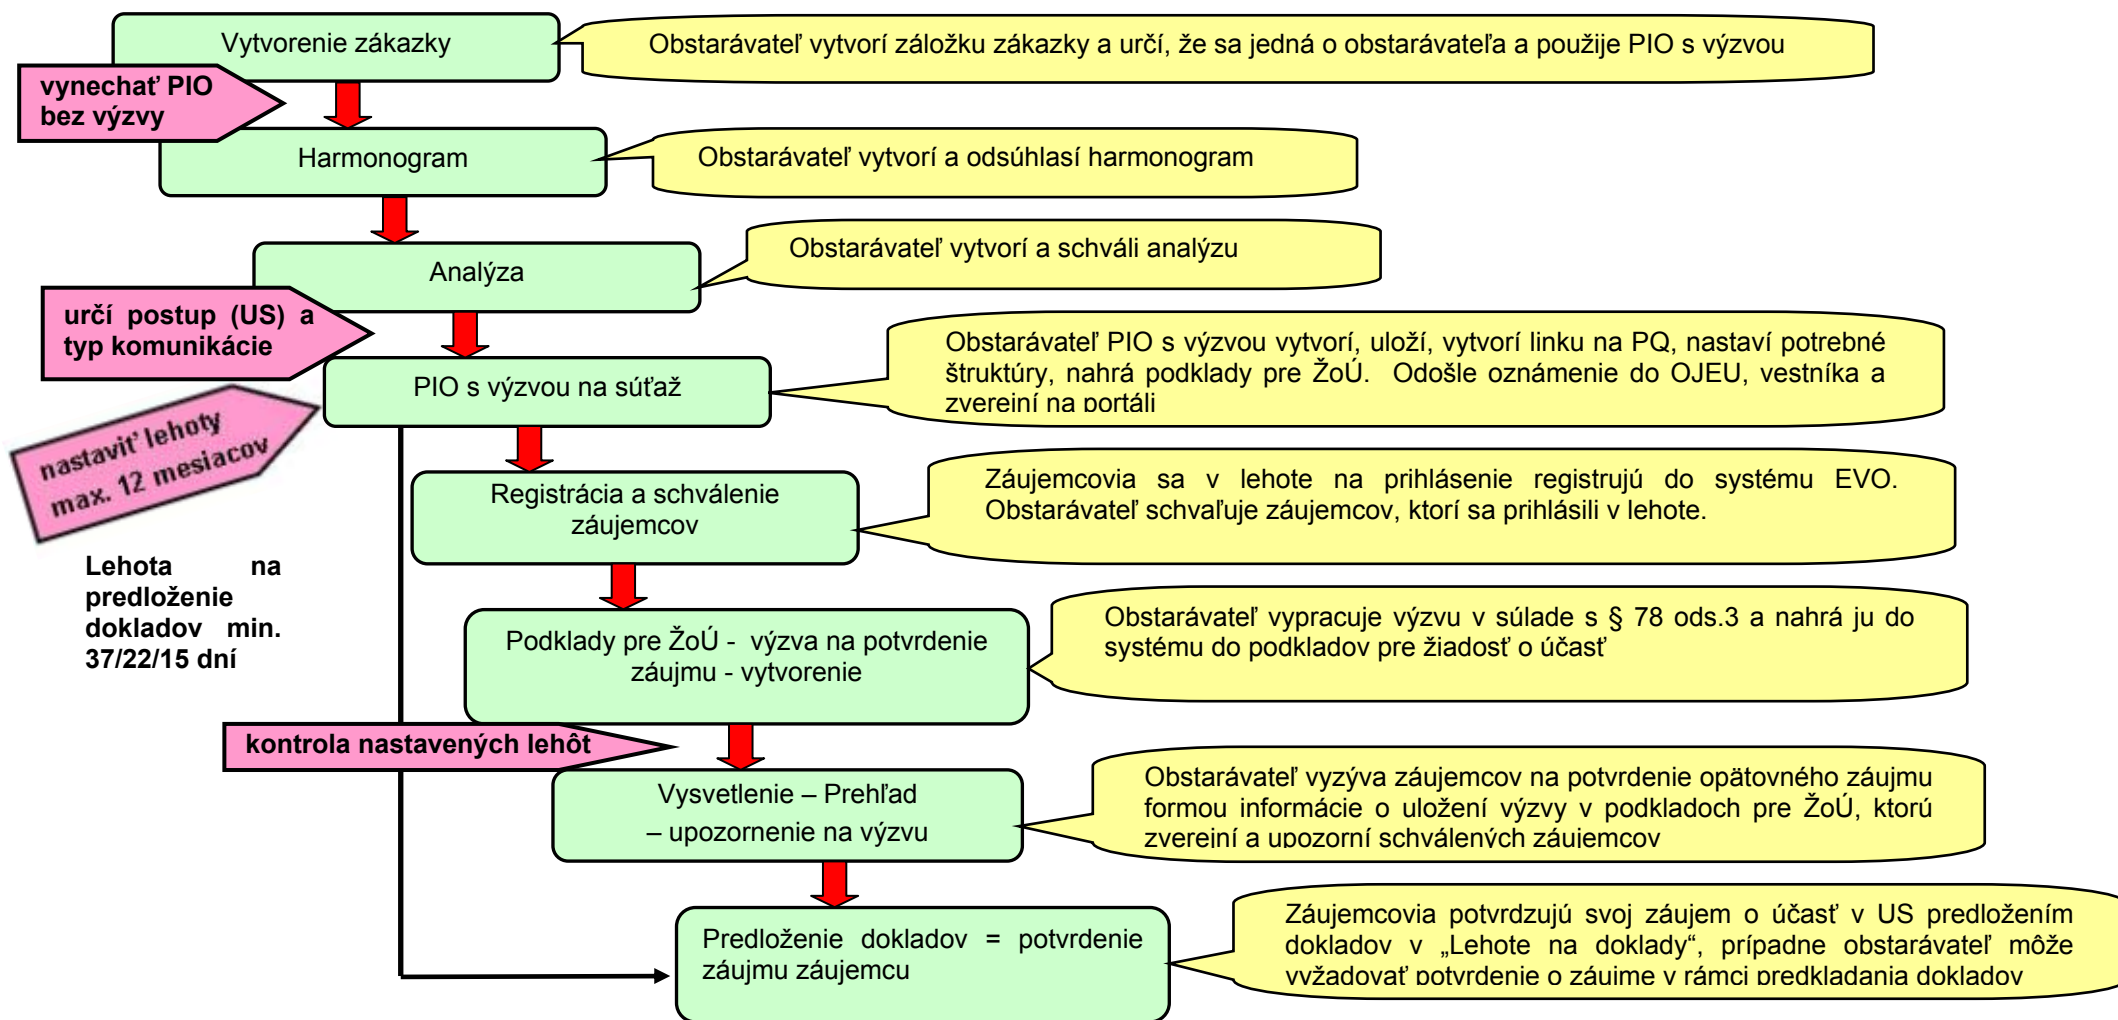 Vytvorenie zákazky
Obstarávateľ vytvorí záložku zákazky a určí, že sa jedná o obstarávateľa a použije PIO s výzvou
vynechať PIO
bez výzvy
Harmonogram
Obstarávateľ vytvorí a odsúhlasí harmonogram
Analýza
Obstarávateľ vytvorí a schváli analýzu
určí postup (US) a
typ komunikácie
PIO s výzvou na súťaž
Obstarávateľ PIO s výzvou vytvorí, uloží, vytvorí linku na PQ, nastaví potrebné
štruktúry, nahrá podklady pre ŽoÚ. Odošle oznámenie do OJEU, vestníka a
zverejní na portáli
nastaviť lehoty
max. 12 mesiacov
Registrácia a schválenie
záujemcov
Záujemcovia sa v lehote na prihlásenie registrujú do systému EVO.
Obstarávateľ schvaľuje záujemcov, ktorí sa prihlásili v lehote.
Lehota na
predloženie
dokladov min.
37/22/15 dní
Podklady pre ŽoÚ - výzva na potvrdenie
záujmu - vytvorenie
Obstarávateľ vypracuje výzvu v súlade s § 78 ods.3 a nahrá ju do
systému do podkladov pre žiadosť o účasť
kontrola nastavených lehôt
Vysvetlenie – Prehľad
– upozornenie na výzvu
Obstarávateľ vyzýva záujemcov na potvrdenie opätovného záujmu
formou informácie o uložení výzvy v podkladoch pre ŽoÚ, ktorú
zverejní a upozorní schválených záujemcov
Predloženie dokladov = potvrdenie
záujmu záujemcu
Záujemcovia potvrdzujú svoj záujem o účasť v US predložením
dokladov v „Lehote na doklady“, prípadne obstarávateľ môže
vyžadovať potvrdenie o záujme v rámci predkladania dokladov